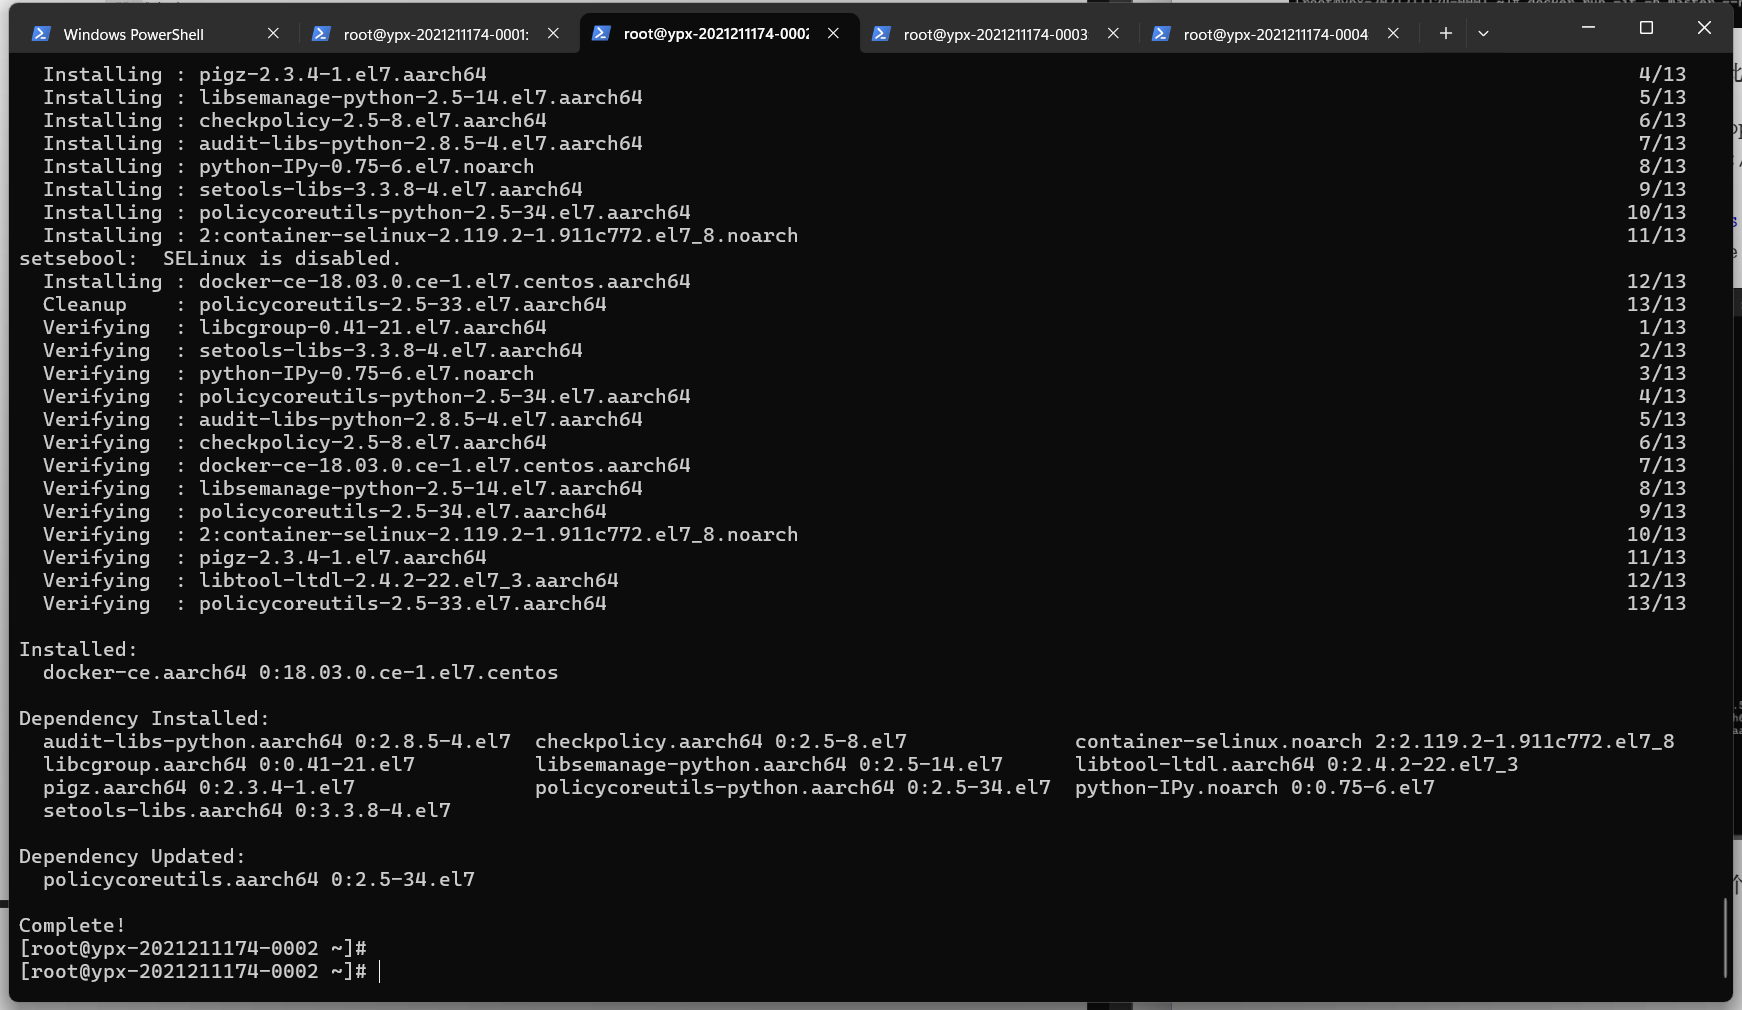 Windows PowerShell
root@ypx-2021211174-0001:
root@ypx-2021211174-0002
root@ypx-2021211174-0003
root@ypx-2021211174-0004
Installing : pigz-2.3.4-1.el7.aarch64 4/13
Installing : libsemanage-python-2.5-14.el7.aarch64 5/13
Installing : checkpolicy-2.5-8.el7.aarch64 6/13
Installing : audit-libs-python-2.8.5-4.el7.aarch64 7/13
Installing : python-IPy-0.75-6.el7.noarch 8/13
Installing : setools-libs-3.3.8-4.el7.aarch64 9/13
Installing : policycoreutils-python-2.5-34.el7.aarch64 10/13
Installing : 2:container-selinux-2.119.2-1.911c772.el7_8.noarch 11/13
setsebool:  SELinux is disabled.
Installing : docker-ce-18.03.0.ce-1.el7.centos.aarch64 12/13
Cleanup    : policycoreutils-2.5-33.el7.aarch64 13/13
Verifying  : libcgroup-0.41-21.el7.aarch64 1/13
Verifying  : setools-libs-3.3.8-4.el7.aarch64 2/13
Verifying  : python-IPy-0.75-6.el7.noarch 3/13
Verifying  : policycoreutils-python-2.5-34.el7.aarch64 4/13
Verifying  : audit-libs-python-2.8.5-4.el7.aarch64 5/13
Verifying  : checkpolicy-2.5-8.el7.aarch64 6/13
Verifying  : docker-ce-18.03.0.ce-1.el7.centos.aarch64 7/13
Verifying  : libsemanage-python-2.5-14.el7.aarch64 8/13
Verifying  : policycoreutils-2.5-34.el7.aarch64 9/13
Verifying  : 2:container-selinux-2.119.2-1.911c772.el7_8.noarch 10/13
Verifying  : pigz-2.3.4-1.el7.aarch64 11/13
Verifying  : libtool-ltdl-2.4.2-22.el7_3.aarch64 12/13
Verifying  : policycoreutils-2.5-33.el7.aarch64 13/13
Installed:
docker-ce.aarch64 0:18.03.0.ce-1.el7.centos
Dependency Installed:
audit-libs-python.aarch64 0:2.8.5-4.el7 checkpolicy.aarch64 0:2.5-8.el7 container-selinux.noarch 2:2.119.2-1.911c772.el7_8
libcgroup.aarch64 0:0.41-21.el7 libsemanage-python.aarch64 0:2.5-14.el7 libtool-ltdl.aarch64 0:2.4.2-22.el7_3
pigz.aarch64 0:2.3.4-1.el7 policycoreutils-python.aarch64 0:2.5-34.el7 python-IPy.noarch 0:0.75-6.el7
setools-libs.aarch64 0:3.3.8-4.el7
Dependency Updated:
policycoreutils.aarch64 0:2.5-34.el7
Complete!
[root@ypx-2021211174-0002 ~]#
[root@ypx-2021211174-0002 ~]#